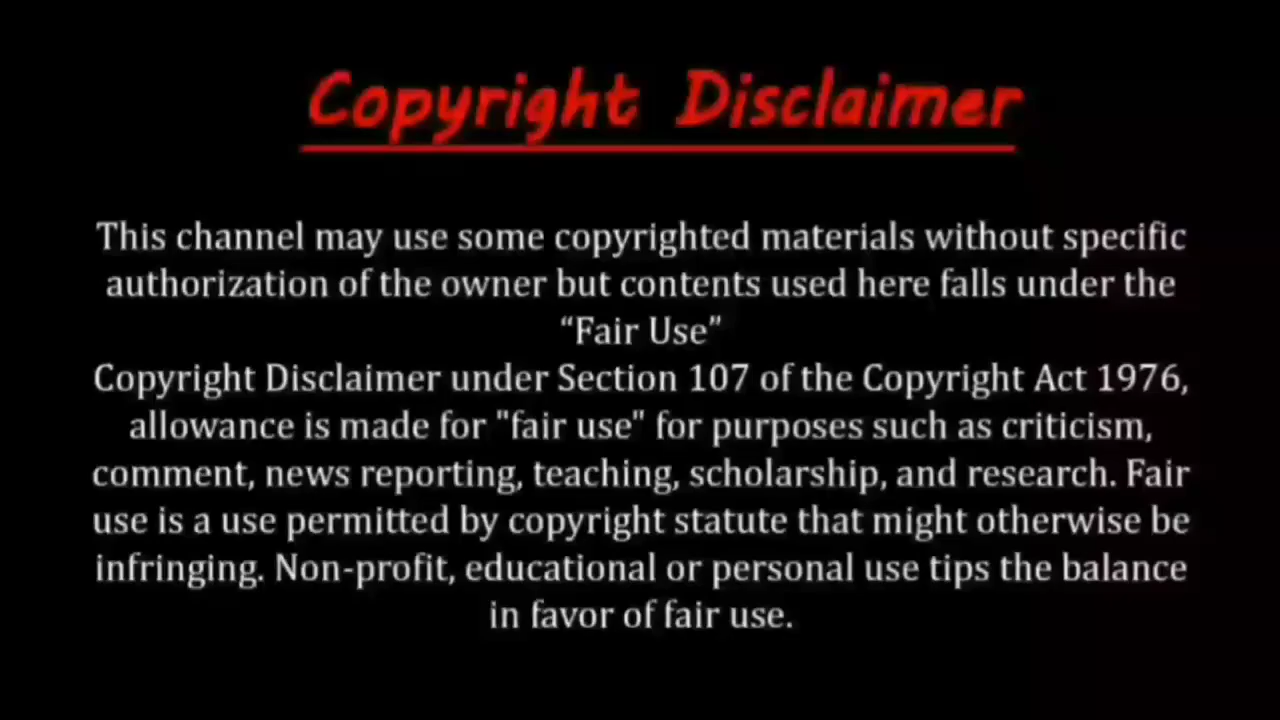 Copyright Disclaimer
This channel may use some copyrighted materials without specific
authorization of the owner but contents used here falls under the
“Fair Use”
Copyright Disclaimer under Section 107 of the Copyright Act 1976,
allowance is made for "fair use" for purposes such as criticism,
comment, news reporting, teaching, scholarship, and research. Fair
use is a use permitted by copyright statute that might otherwise be
infringing. Non-profit, educational or personal use tips the balance
in favor of fair use.